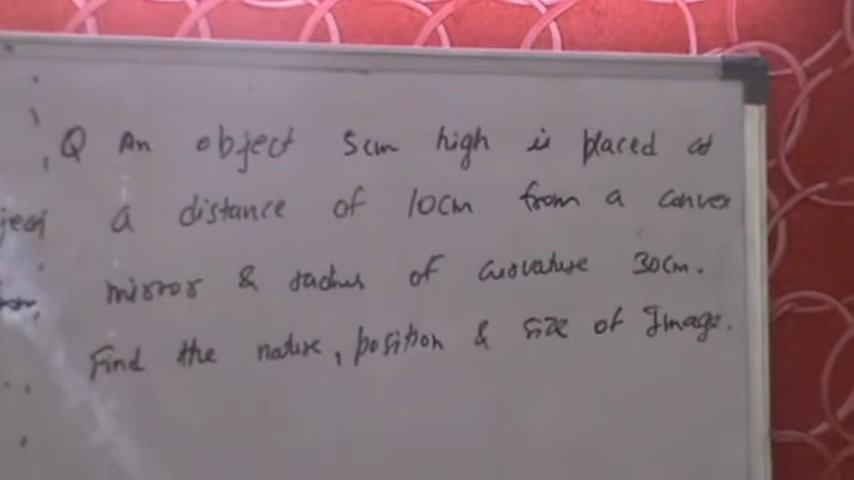 Q An object 5cm high is placed at
a distance of 10cm from a convex
mirror & radius of curvature 30cm.
Find the nature, position & size of Image.